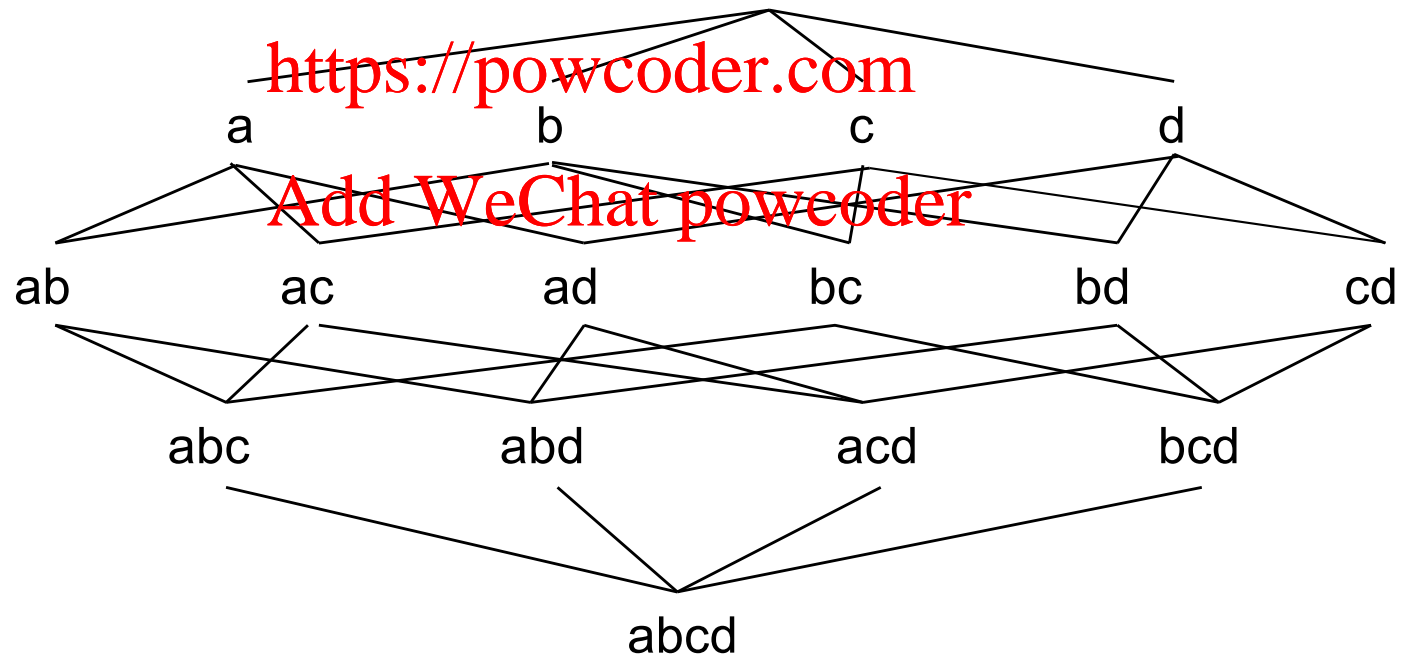 https://powcoder.com
a b c d
Add WeChat powcoder
ab ac ad bc bd cd
abc abd acd bcd
abcd